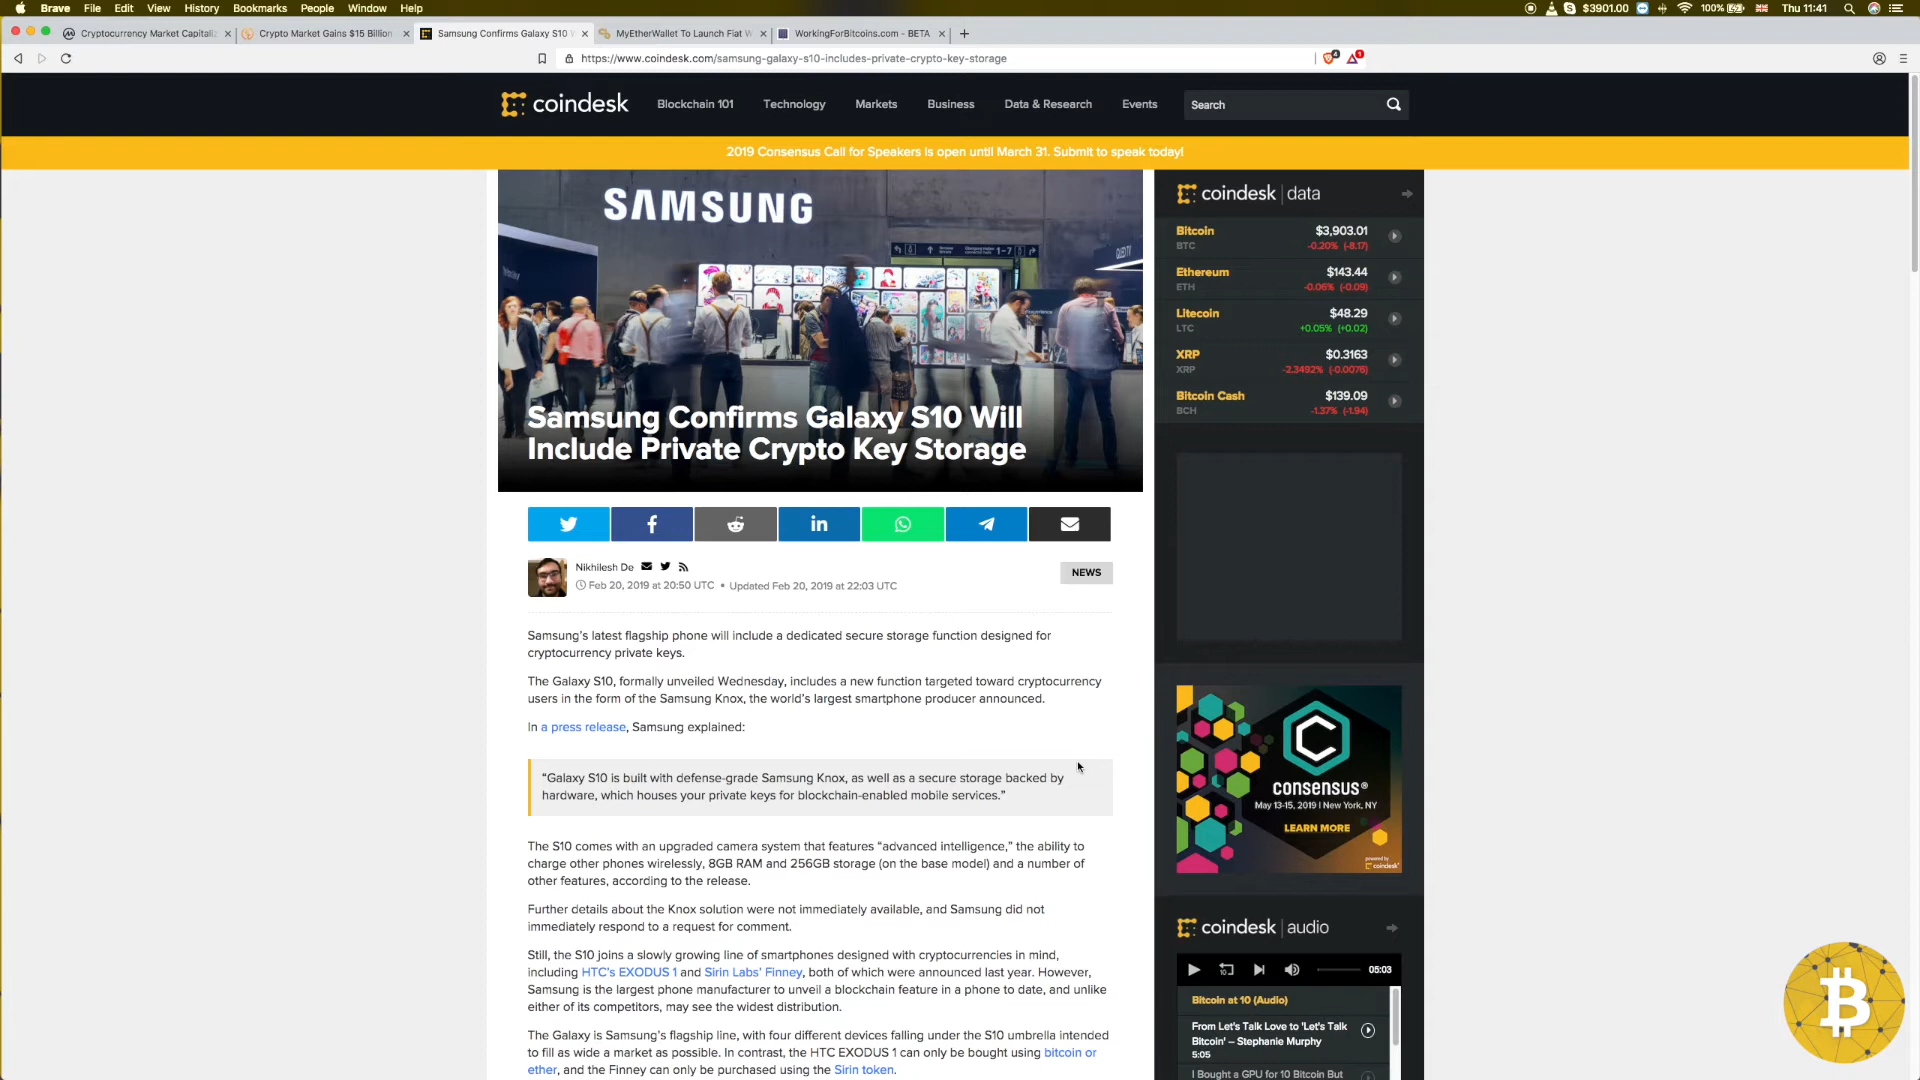 Brave File Edit View History Bookmarks People Window Help
$3901.00 100% Thu 11:41
Cryptocurrency Market Capitaliz
Crypto Market Gains $15 Billion
Samsung Confirms Galaxy S10 W
MyEtherWallet To Launch Fiat W
WorkingForBitcoins.com - BETA
https://www.coindesk.com/samsung-galaxy-s10-includes-private-crypto-key-storage
coindesk Blockchain 101 Technology Markets Business Data & Research Events Search
2019 Consensus Call for Speakers is open until March 31. Submit to speak today!
SAMSUNG
Samsung Confirms Galaxy S10 Will
Include Private Crypto Key Storage
Nikhilesh De
Feb 20, 2019 at 20:50 UTC • Updated Feb 20, 2019 at 22:03 UTC
NEWS
Samsung’s latest flagship phone will include a dedicated secure storage function designed for
cryptocurrency private keys.
The Galaxy S10, formally unveiled Wednesday, includes a new function targeted toward cryptocurrency
users in the form of the Samsung Knox, the world’s largest smartphone producer announced.
In a press release, Samsung explained:
“Galaxy S10 is built with defense-grade Samsung Knox, as well as a secure storage backed by
hardware, which houses your private keys for blockchain-enabled mobile services.”
The S10 comes with an upgraded camera system that features “advanced intelligence,” the ability to
charge other phones wirelessly, 8GB RAM and 256GB storage (on the base model) and a number of
other features, according to the release.
Further details about the Knox solution were not immediately available, and Samsung did not
immediately respond to a request for comment.
Still, the S10 joins a slowly growing line of smartphones designed with cryptocurrencies in mind,
including HTC’s EXODUS 1 and Sirin Labs’ Finney, both of which were announced last year. However,
Samsung is the largest phone manufacturer to unveil a blockchain feature in a phone to date, and unlike
either of its competitors, may see the widest distribution.
The Galaxy is Samsung’s flagship line, with four different devices falling under the S10 umbrella intended
to fill as wide a market as possible. In contrast, the HTC EXODUS 1 can only be bought using bitcoin or
ether, and the Finney can only be purchased using the Sirin token.
coindesk | data
Bitcoin $3,903.01
BTC -0.20% (-8.17)
Ethereum $143.44
ETH -0.06% (-0.09)
Litecoin $48.29
LTC +0.05% (+0.02)
XRP $0.3163
XRP -2.3492% (-0.0076)
Bitcoin Cash $139.09
BCH -1.37% (-1.94)
consensus®
May 13-15, 2019 | New York, NY
LEARN MORE
powered by
coindesk
coindesk | audio
05:03
Bitcoin at 10 (Audio)
From Let's Talk Love to 'Let's Talk
Bitcoin' – Stephanie Murphy
5:05
I Bought a GPU for 10 Bitcoin But